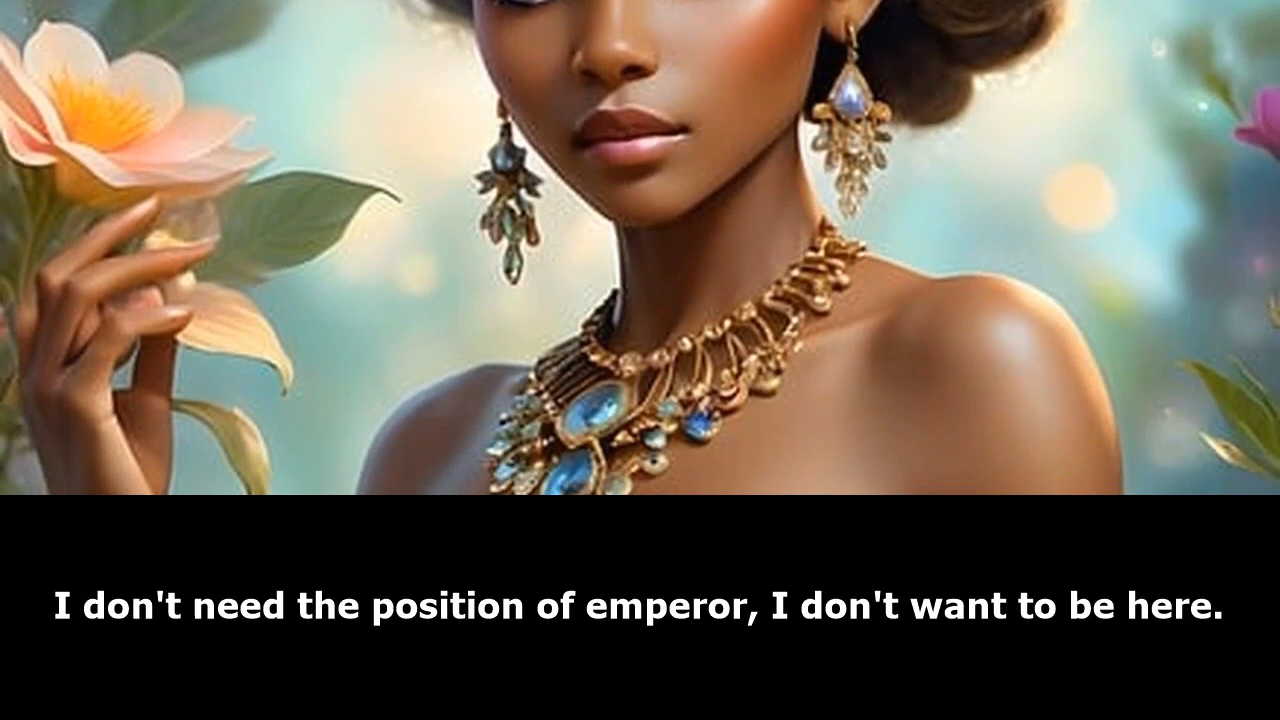 I don't need the position of emperor, I don't want to be here.